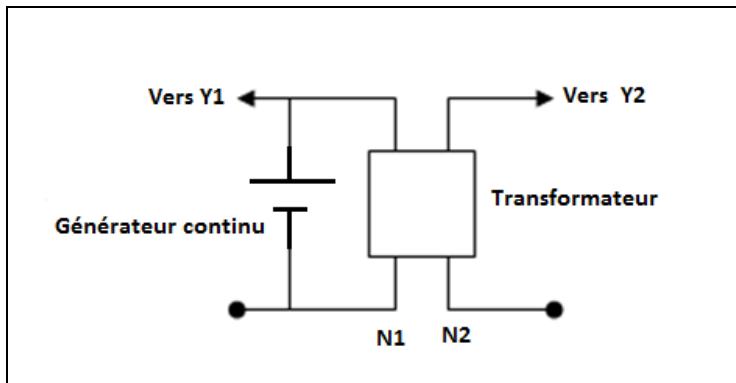 Vers Y1
Vers Y2
Générateur continu
Transformateur
N1
N2